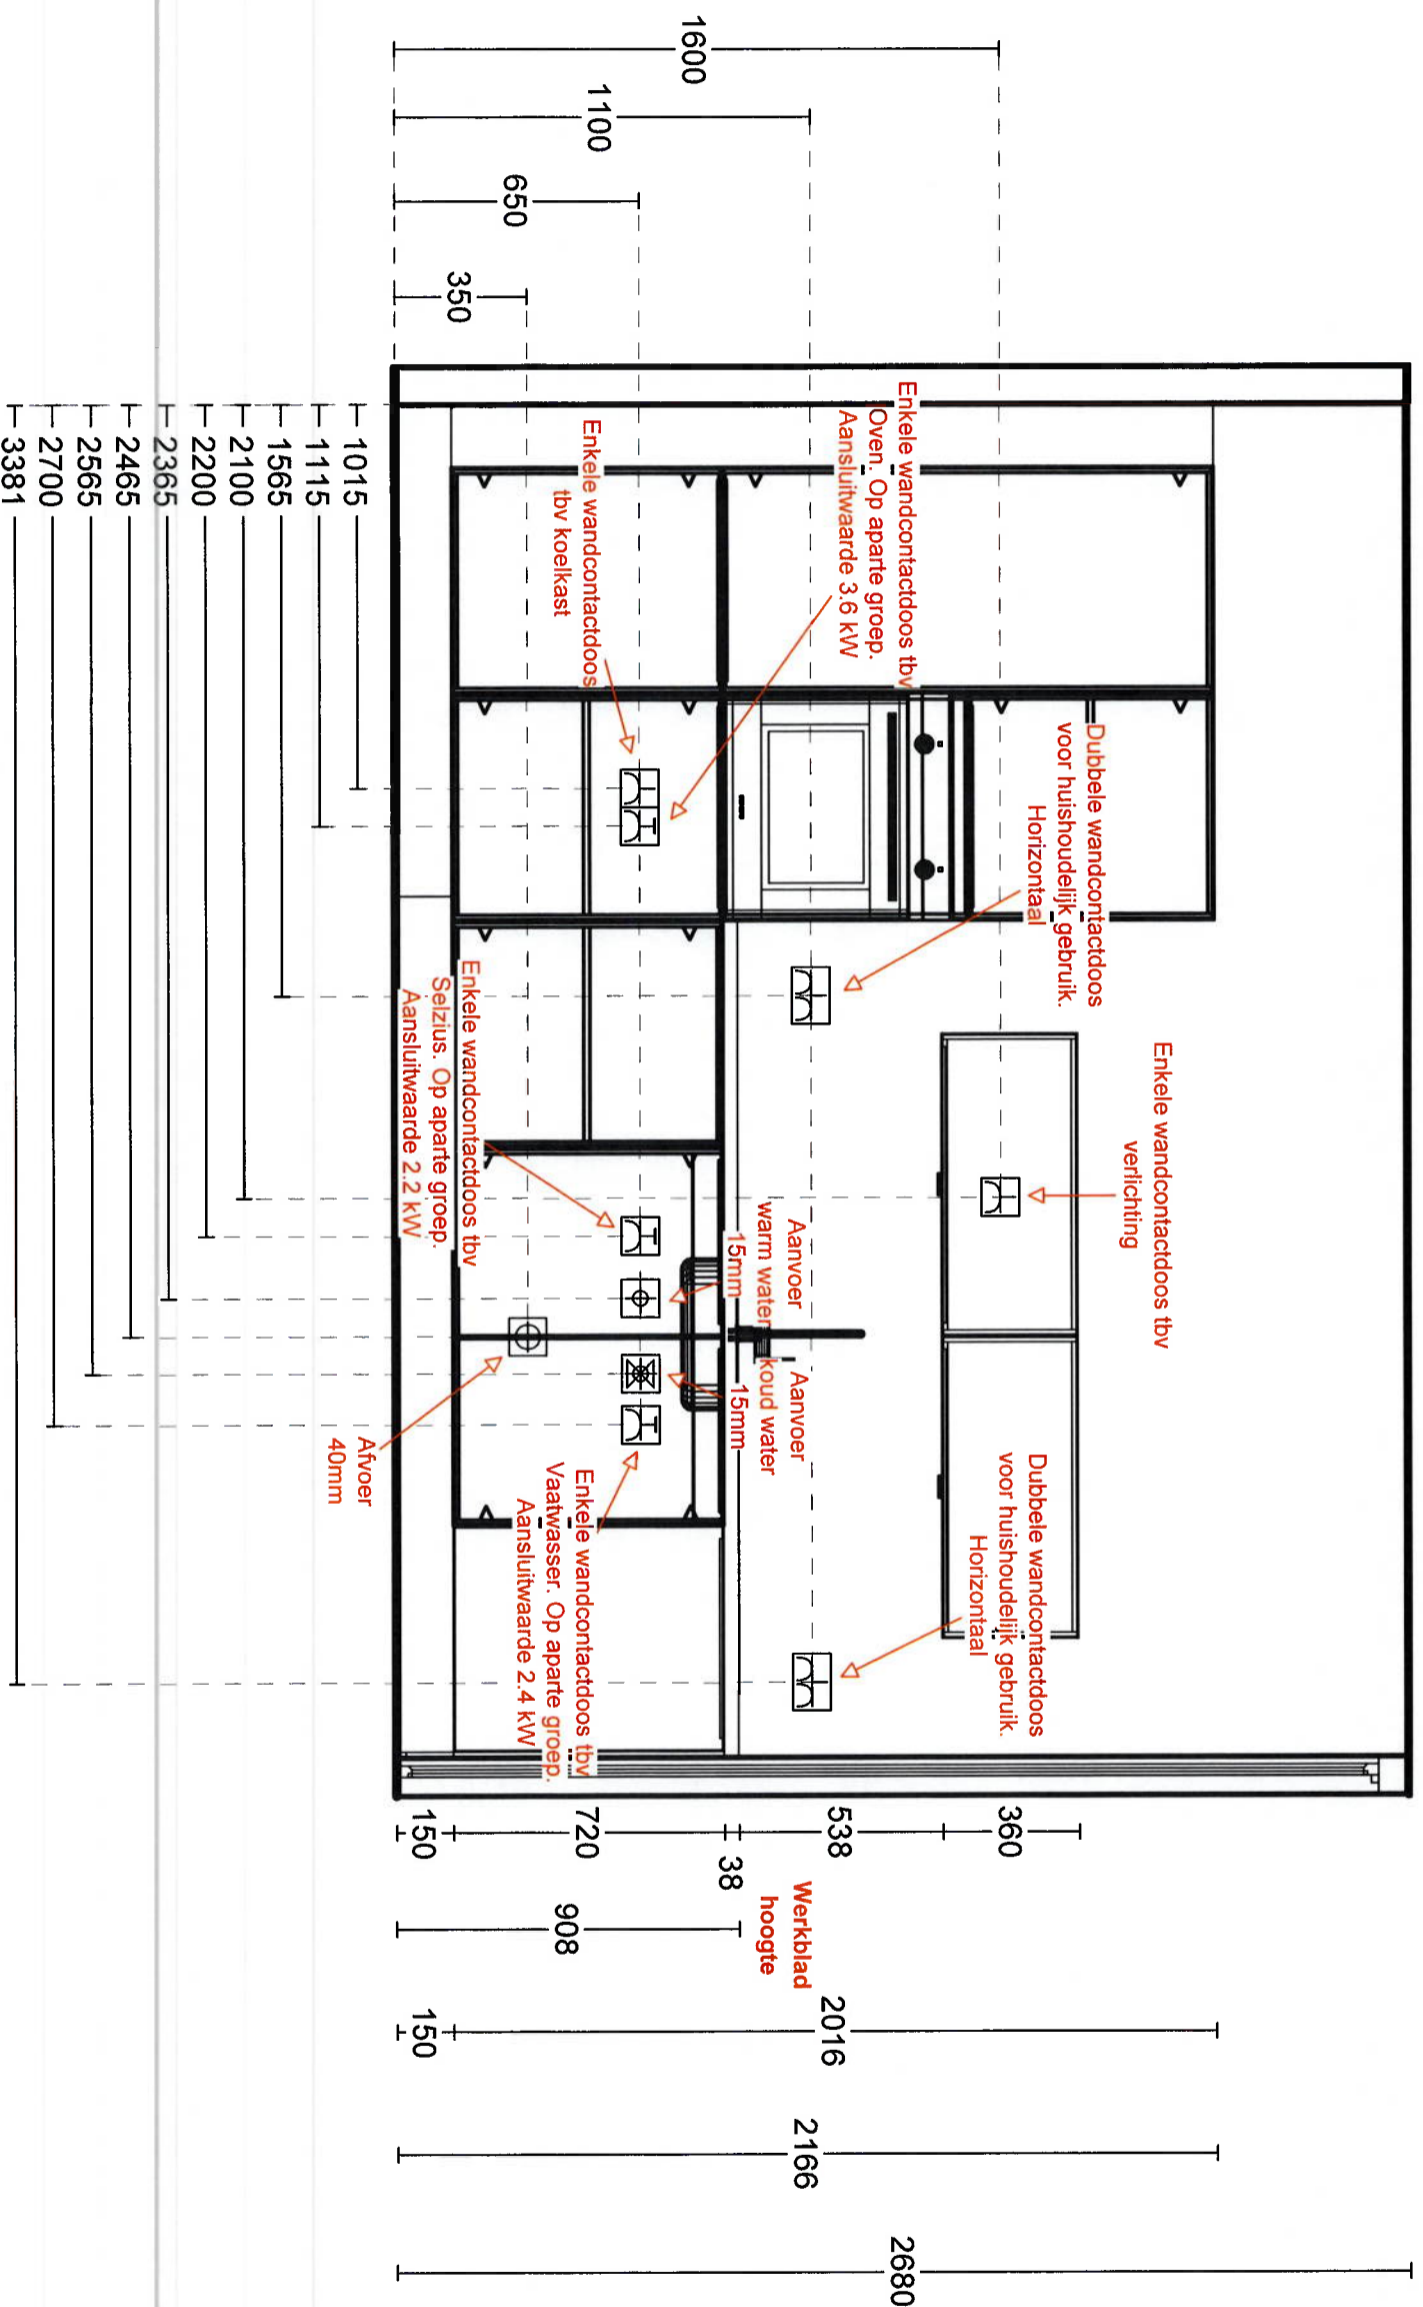 1600
1100
650
350
Enkele wandcontactdoos tbv
Oven. Op aparte groep.
Aansluitwaarde 3.6 kW
Enkele wandcontactdoos
tbv koelkast
Dubbele wandcontactdoos
voor huishoudelijk gebruik.
Horizontaal
Enkele wandcontactdoos tbv
verlichting
Dubbele wandcontactdoos
voor huishoudelijk gebruik.
Horizontaal
Enkele wandcontactdoos tbv
Selzius. Op aparte groep.
Aansluitwaarde 2.2 kW
Aanvoer
warm water
15mm
Aanvoer
koud water
15mm
Enkele wandcontactdoos tbv
Vaatwasser. Op aparte groep.
Aansluitwaarde 2.4 kW
Afvoer
40mm
360
538
38
720
150
Werkblad
hoogte
908
2016
150
2166
2680
1015
1115
1565
2100
2200
2365
2465
2565
2700
3381